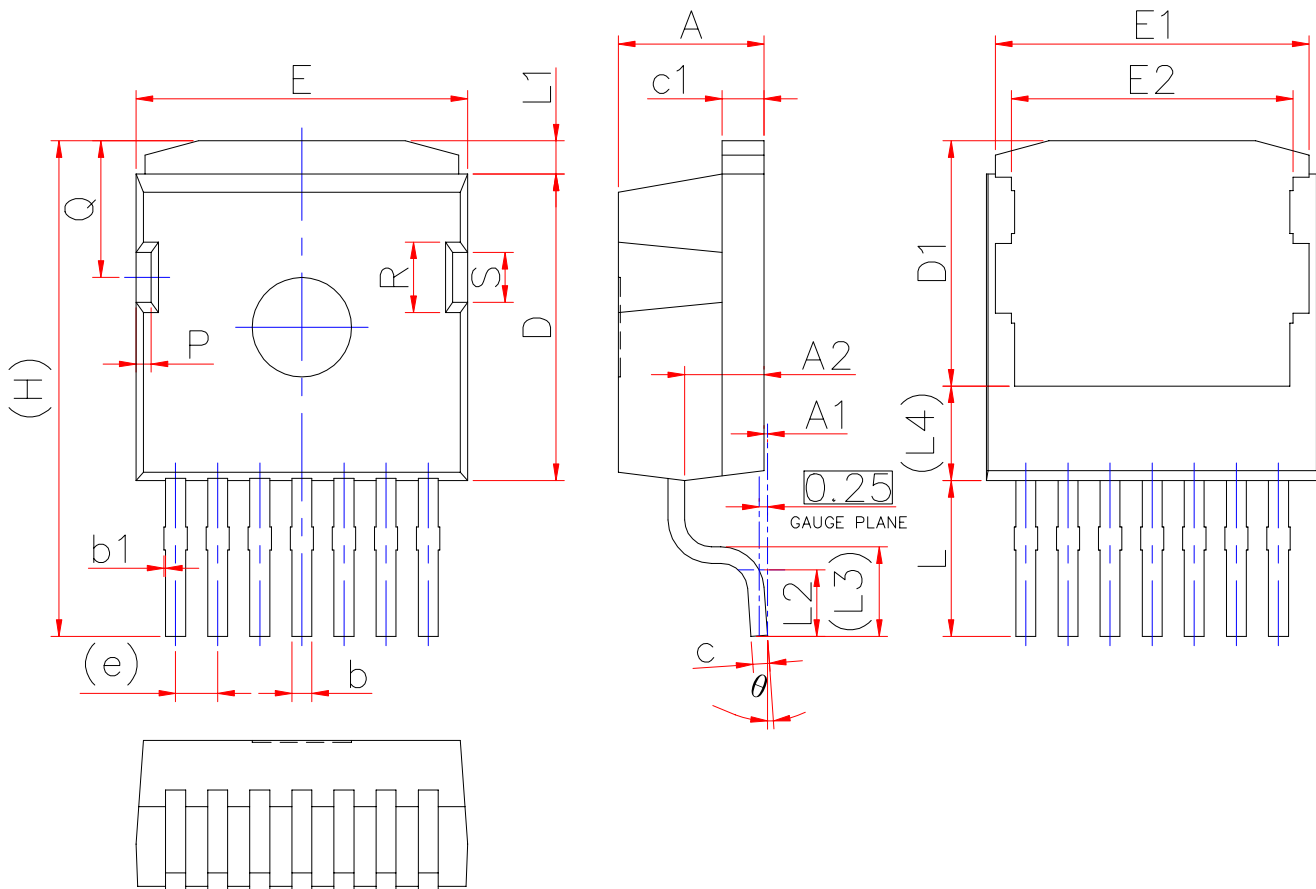 A
E1
E
c1
E2
L1
Q
R
S
D1
D
P
A2
(H)
A1
(L4)
0.25
GAUGE PLANE
b1
L
L2
(L3)
c
(e)
b
θ